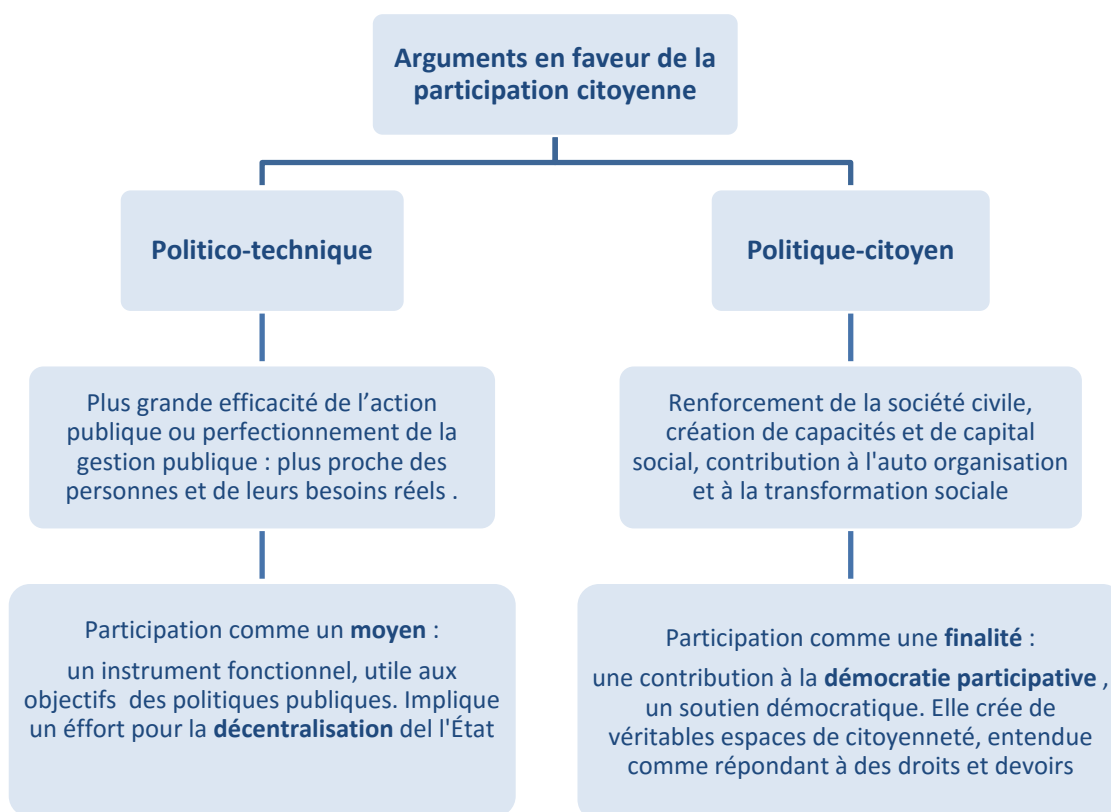 Arguments en faveur de la
participation citoyenne
Politico-technique
Politique-citoyen
Plus grande efficacité de l’action
publique ou perfectionnement de la
gestion publique : plus proche des
personnes et de leurs besoins réels .
Renforcement de la société civile,
création de capacités et de capital
social, contribution à l'auto organisation
et à la transformation sociale
Participation comme un moyen :
un instrument fonctionnel, utile aux
objectifs des politiques publiques. Implique
un éffort pour la décentralisation del l'État
Participation comme une finalité :
une contribution à la démocratie participative ,
un soutien démocratique. Elle crée de
véritables espaces de citoyenneté, entendue
comme répondant à des droits et devoirs